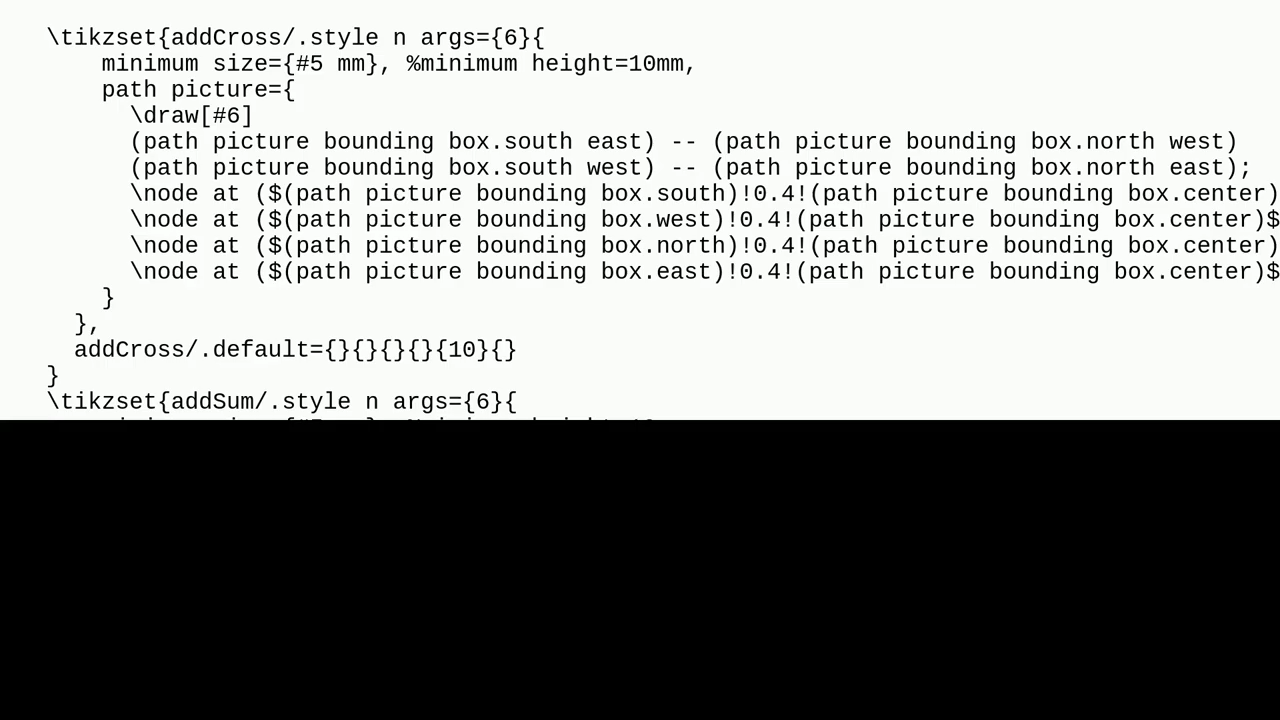 \tikzset{addCross/.style n args={6}{
minimum size={#5 mm}, %minimum height=10mm,
path picture={
\draw[#6]
(path picture bounding box.south east) -- (path picture bounding box.north west)
(path picture bounding box.south west) -- (path picture bounding box.north east);
\node at ($(path picture bounding box.south)!0.4!(path picture bounding box.center)
\node at ($(path picture bounding box.west)!0.4!(path picture bounding box.center)$
\node at ($(path picture bounding box.north)!0.4!(path picture bounding box.center)
\node at ($(path picture bounding box.east)!0.4!(path picture bounding box.center)$
}
},
addCross/.default={}{}{}{}{10}{}
}
\tikzset{addSum/.style n args={6}{